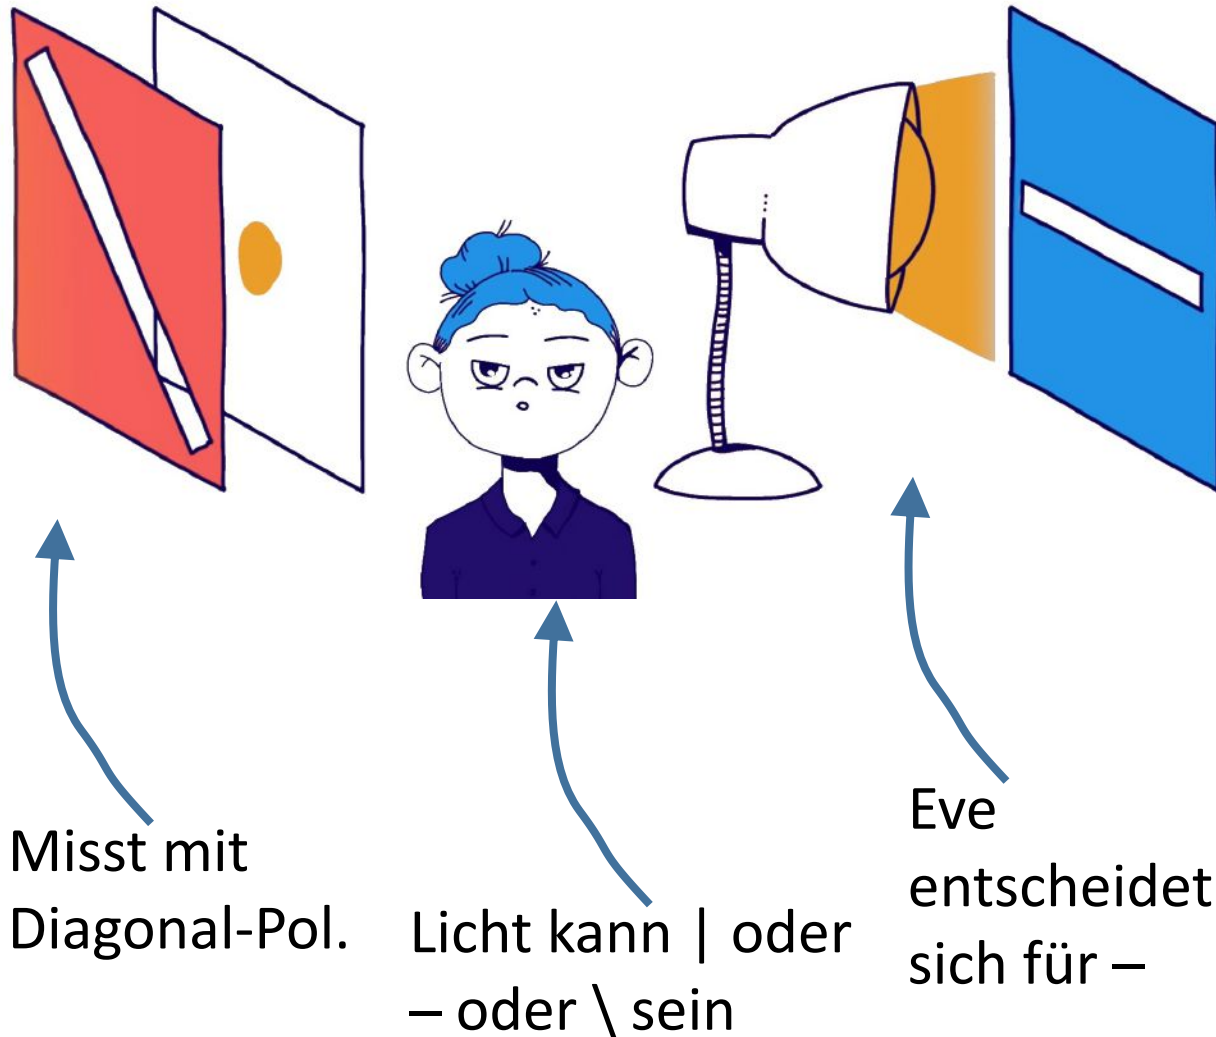 Misst mit
Diagonal-Pol.
Licht kann | oder
– oder \ sein
Eve
entscheidet
sich für –